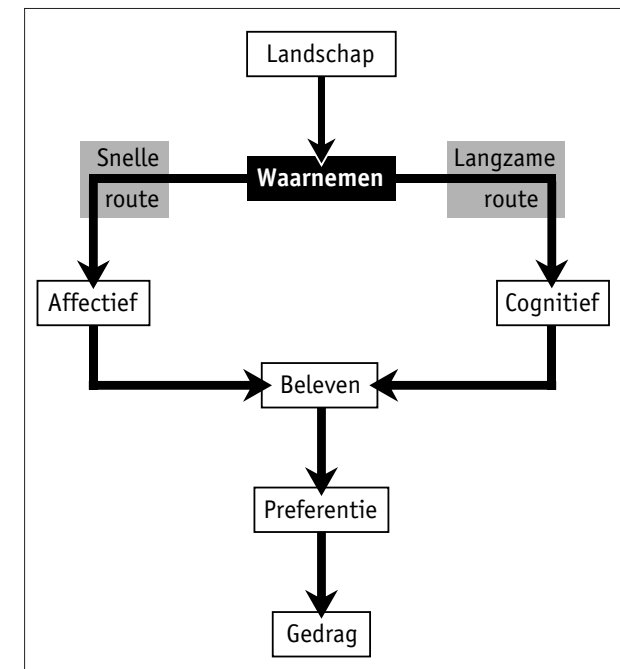 Landschap
Snelle
route
Waarnemen
Langzame
route
Affectief
Cognitief
Beleven
Preferentie
Gedrag